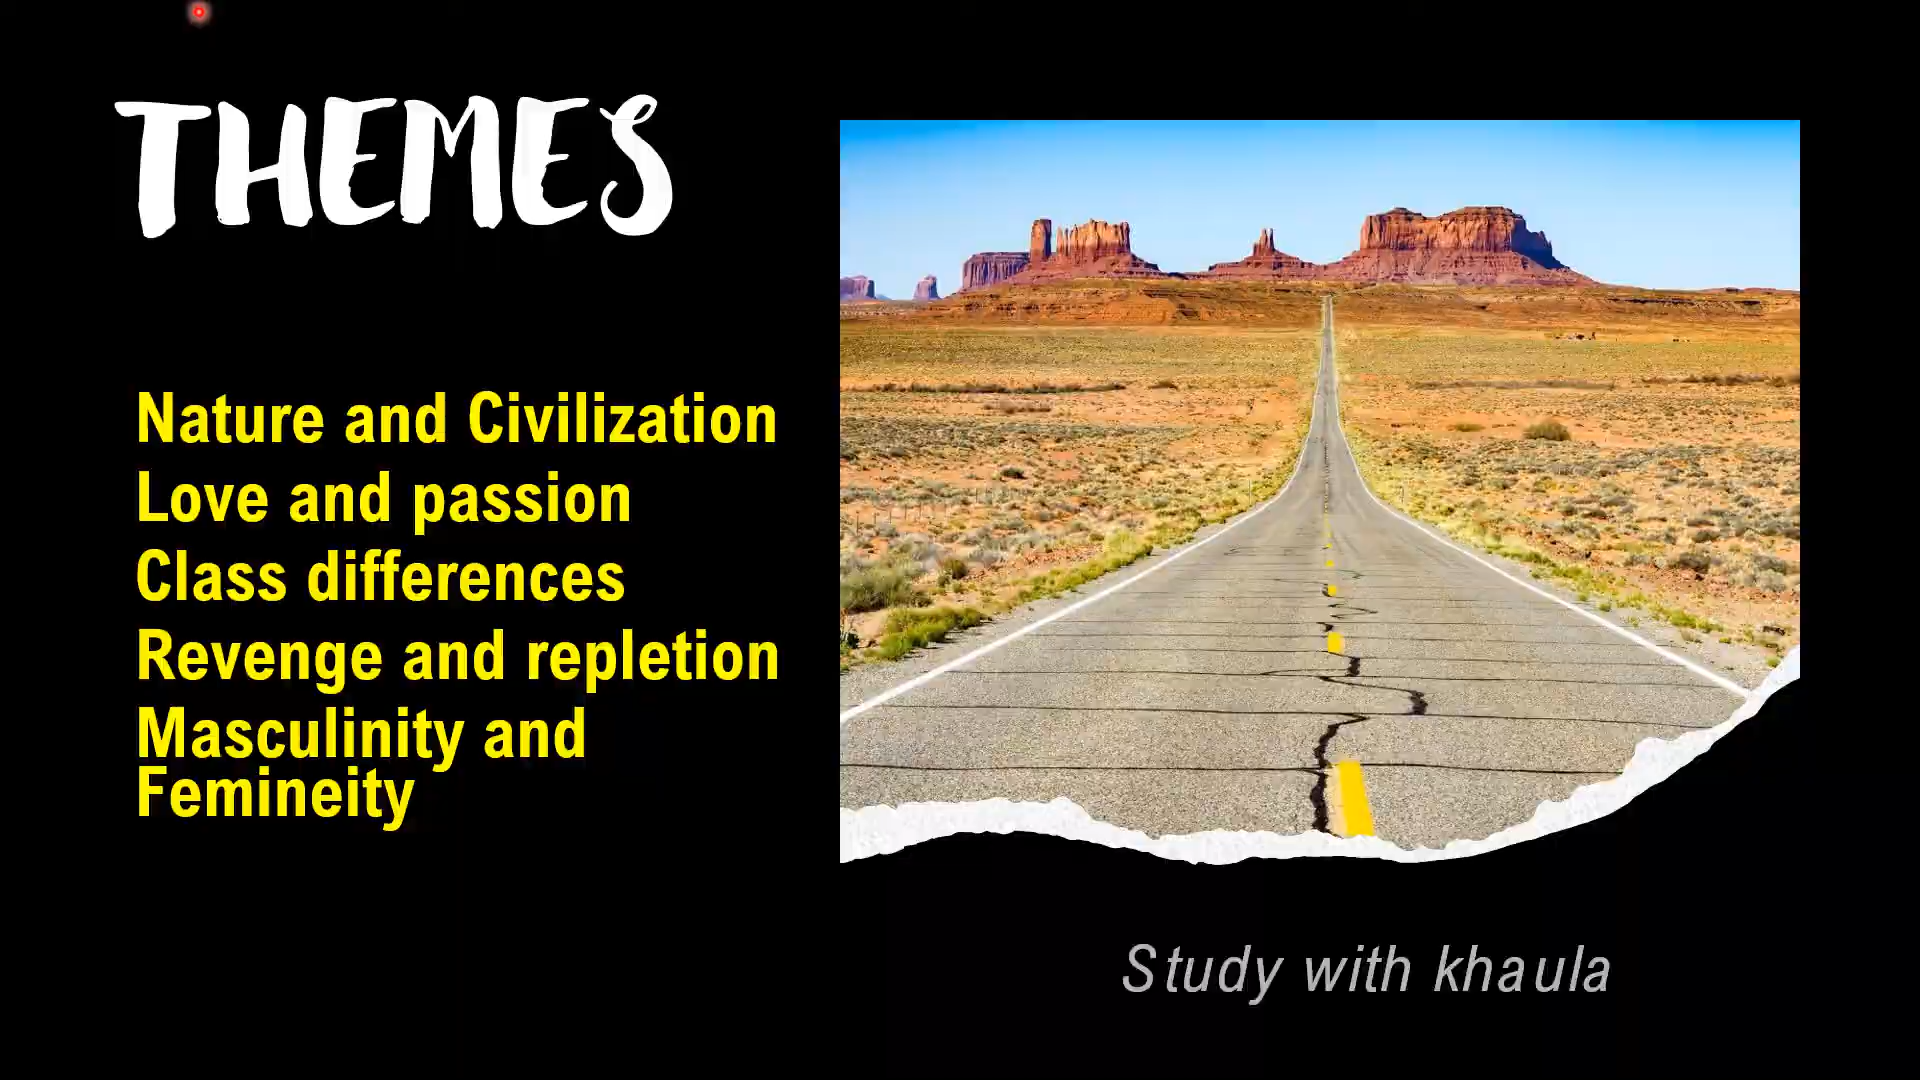 THEMES
Nature and Civilization
Love and passion
Class differences
Revenge and repletion
Masculinity and
Femineity
Study with khaula